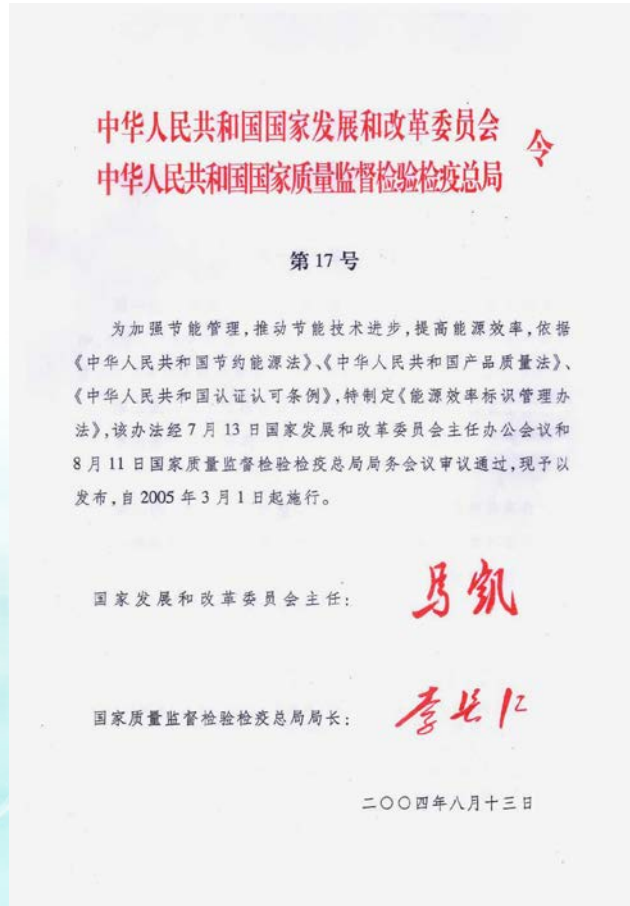 中华人民共和国国家发展和改革委员会
令
中华人民共和国国家质量监督检验检疫总局
第 17 号
为加强节能管理,推动节能技术进步,提高能源效率,依据
《中华人民共和国节约能源法》、《中华人民共和国产品质量法》、
《中华人民共和国认证认可条例》,特制定《能源效率标识管理办
法》,该办法经 7 月 13 日国家发展和改革委员会主任办公会议和
8 月 11 日国家质量监督检验检疫总局局务会议审议通过,现予以
发布,自 2005 年 3 月 1 日起施行。
国家发展和改革委员会主任: 马凯
国家质量监督检验检疫总局局长: 李长江
二〇〇四年八月十三日